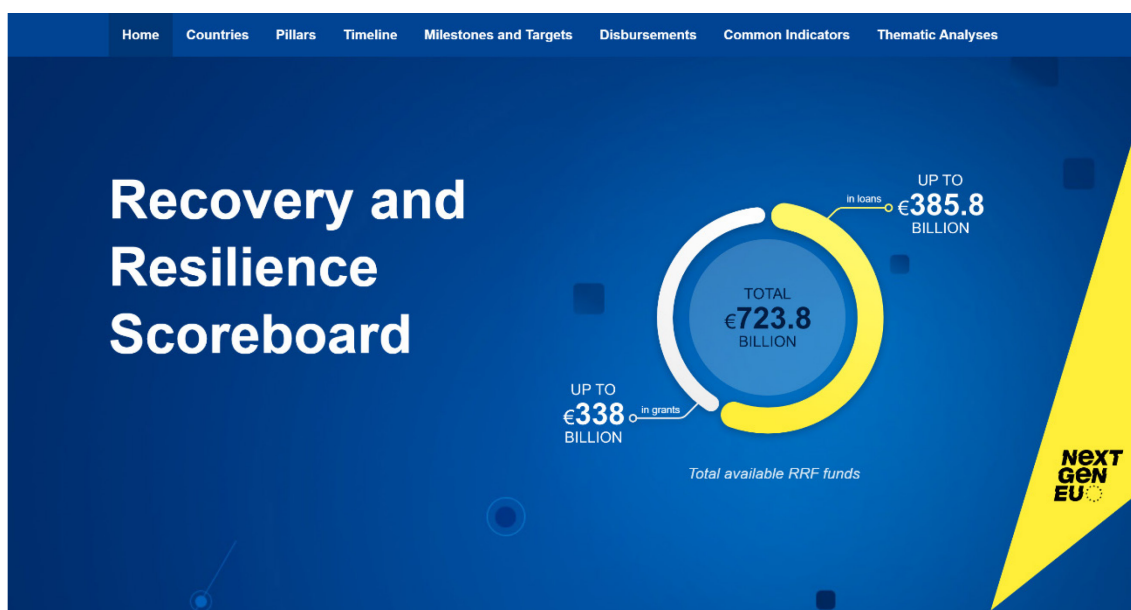 Home Countries Pillars Timeline Milestones and Targets Disbursements Common Indicators Thematic Analyses
Recovery and
Resilience
Scoreboard
UP TO
in loans €385.8
BILLION
TOTAL
€723.8
BILLION
UP TO
€338 in grants
BILLION
Total available RRF funds
NEXT
GEN
EU